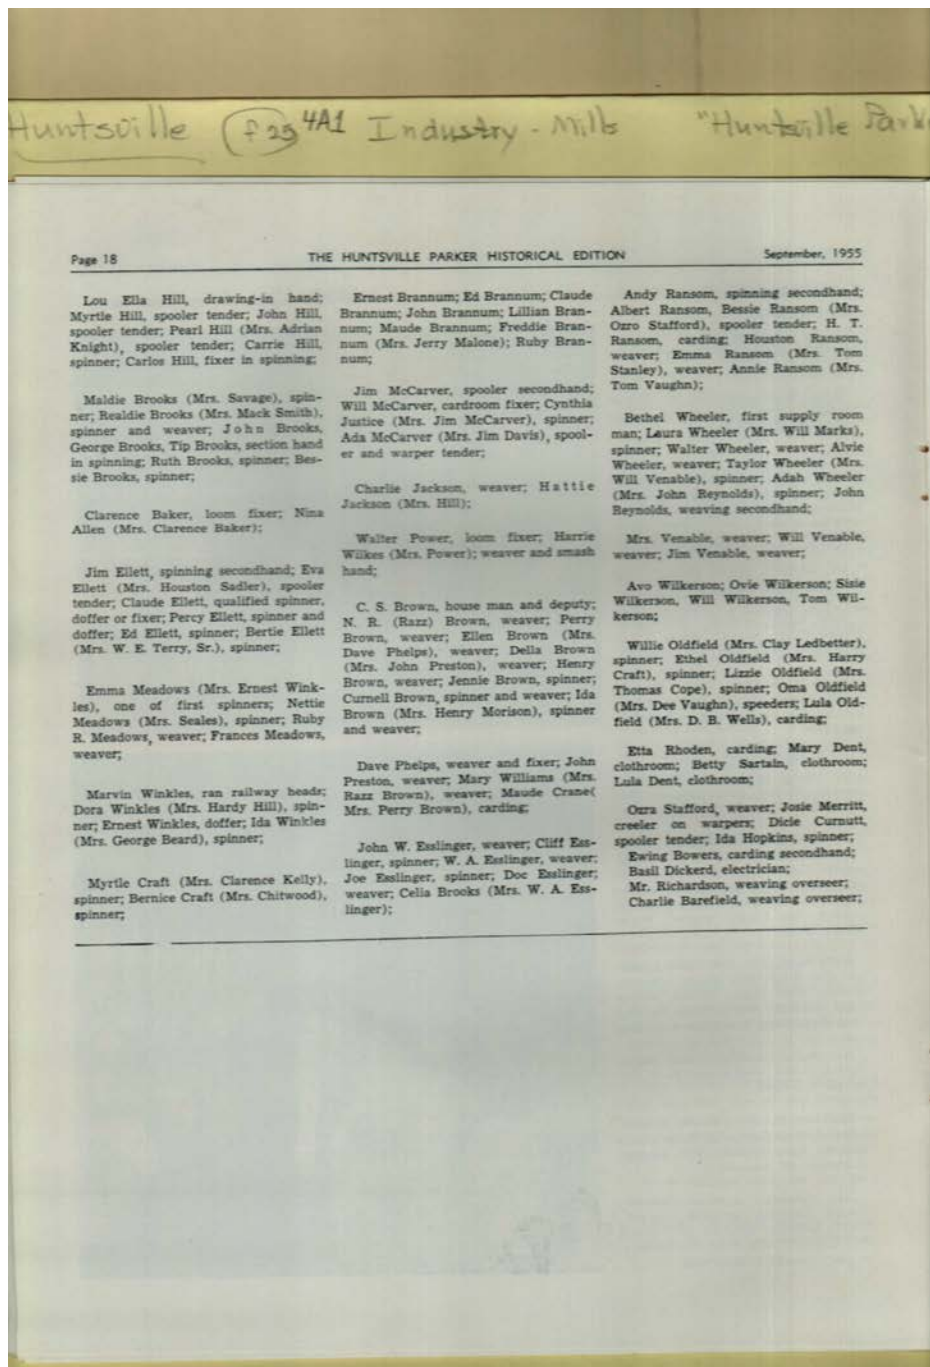 Huntsville f25 4A1 Industry - Mills "Huntsville Park
Page 18
THE HUNTSVILLE PARKER HISTORICAL EDITION
September, 1955
Lou Ella Hill, drawing-in hand;
Myrtle Hill, spooler tender; John Hill,
spooler tender; Pearl Hill (Mrs. Adrian
Knight), spooler tender; Carrie Hill,
spinner; Carlos Hill, fixer in spinning;
Maldie Brooks (Mrs. Savage), spin-
ner; Realdie Brooks (Mrs. Mack Smith),
spinner and weaver; John Brooks,
George Brooks, Tip Brooks, section hand
in spinning; Ruth Brooks, spinner; Bes-
sie Brooks, spinner;
Clarence Baker, loom fixer; Nina
Allen (Mrs. Clarence Baker);
Jim Ellett, spinning secondhand; Eva
Ellett (Mrs. Houston Sadler), spooler
tender; Claude Ellett, qualified spinner,
doffer or fixer; Percy Ellett, spinner and
doffer; Ed Ellett, spinner; Bertie Ellett
(Mrs. W. E. Terry, Sr.), spinner;
Emma Meadows (Mrs. Ernest Wink-
les), one of first spinners; Nettie
Meadows (Mrs. Seales), spinner; Ruby
R. Meadows, weaver; Frances Meadows,
weaver;
Marvin Winkles, ran railway heads;
Dora Winkles (Mrs. Hardy Hill), spin-
ner; Ernest Winkles, doffer; Ida Winkles
(Mrs. George Beard), spinner;
Myrtle Craft (Mrs. Clarence Kelly),
spinner; Bernice Craft (Mrs. Chitwood),
spinner;
Ernest Brannum; Ed Brannum; Claude
Brannum; John Brannum; Lillian Bran-
num; Maude Brannum; Freddie Bran-
num (Mrs. Jerry Malone); Ruby Bran-
num;
Jim McCarver, spooler secondhand;
Will McCarver, cardroom fixer; Cynthia
Justice (Mrs. Jim McCarver), spinner;
Ada McCarver (Mrs. Jim Davis), spool-
er and warper tender;
Charlie Jackson, weaver; Hattie
Jackson (Mrs. Hill);
Walter Power, loom fixer; Harrie
Wilkes (Mrs. Power); weaver and smash
hand;
C. S. Brown, house man and deputy;
N. R. (Razz) Brown, weaver; Perry
Brown, weaver; Ellen Brown (Mrs.
Dave Phelps), weaver; Della Brown
(Mrs. John Preston), weaver; Henry
Brown, weaver; Jennie Brown, spinner;
Curnell Brown, spinner and weaver; Ida
Brown (Mrs. Henry Morison), spinner
and weaver;
Dave Phelps, weaver and fixer; John
Preston, weaver; Mary Williams (Mrs.
Razz Brown), weaver; Maude Crane(
Mrs. Perry Brown), carding;
John W. Esslinger, weaver; Cliff Ess-
linger, spinner; W. A. Esslinger, weaver;
Joe Esslinger, spinner; Doc Esslinger;
weaver; Celia Brooks (Mrs. W. A. Ess-
linger);
Andy Ransom, spinning secondhand;
Albert Ransom, Bessie Ransom (Mrs.
Ozro Stafford), spooler tender; H. T.
Ransom, carding; Houston Ransom,
weaver; Emma Ransom (Mrs. Tom
Stanley), weaver; Annie Ransom (Mrs.
Tom Vaughn);
Bethel Wheeler, first supply room
man; Laura Wheeler (Mrs. Will Marks),
spinner; Walter Wheeler, weaver; Alvie
Wheeler, weaver; Taylor Wheeler (Mrs.
Will Venable), spinner; Adah Wheeler
(Mrs. John Reynolds), spinner; John
Reynolds, weaving secondhand;
Mrs. Venable, weaver; Will Venable,
weaver; Jim Venable, weaver;
Avo Wilkerson; Ovie Wilkerson; Sisie
Wilkerson, Will Wilkerson, Tom Wil-
kerson;
Willie Oldfield (Mrs. Clay Ledbetter),
spinner; Ethel Oldfield (Mrs. Harry
Craft), spinner; Lizzie Oldfield (Mrs.
Thomas Cope), spinner; Oma Oldfield
(Mrs. Dee Vaughn), speeders; Lula Old-
field (Mrs. D. B. Wells), carding;
Etta Rhoden, carding; Mary Dent,
clothroom; Betty Sartain, clothroom;
Lula Dent, clothroom;
Ozra Stafford, weaver; Josie Merritt,
creeler on warpers; Dicie Curnutt,
spooler tender; Ida Hopkins, spinner;
Ewing Bowers, carding secondhand;
Basil Dickerd, electrician;
Mr. Richardson, weaving overseer;
Charlie Barefield, weaving overseer;